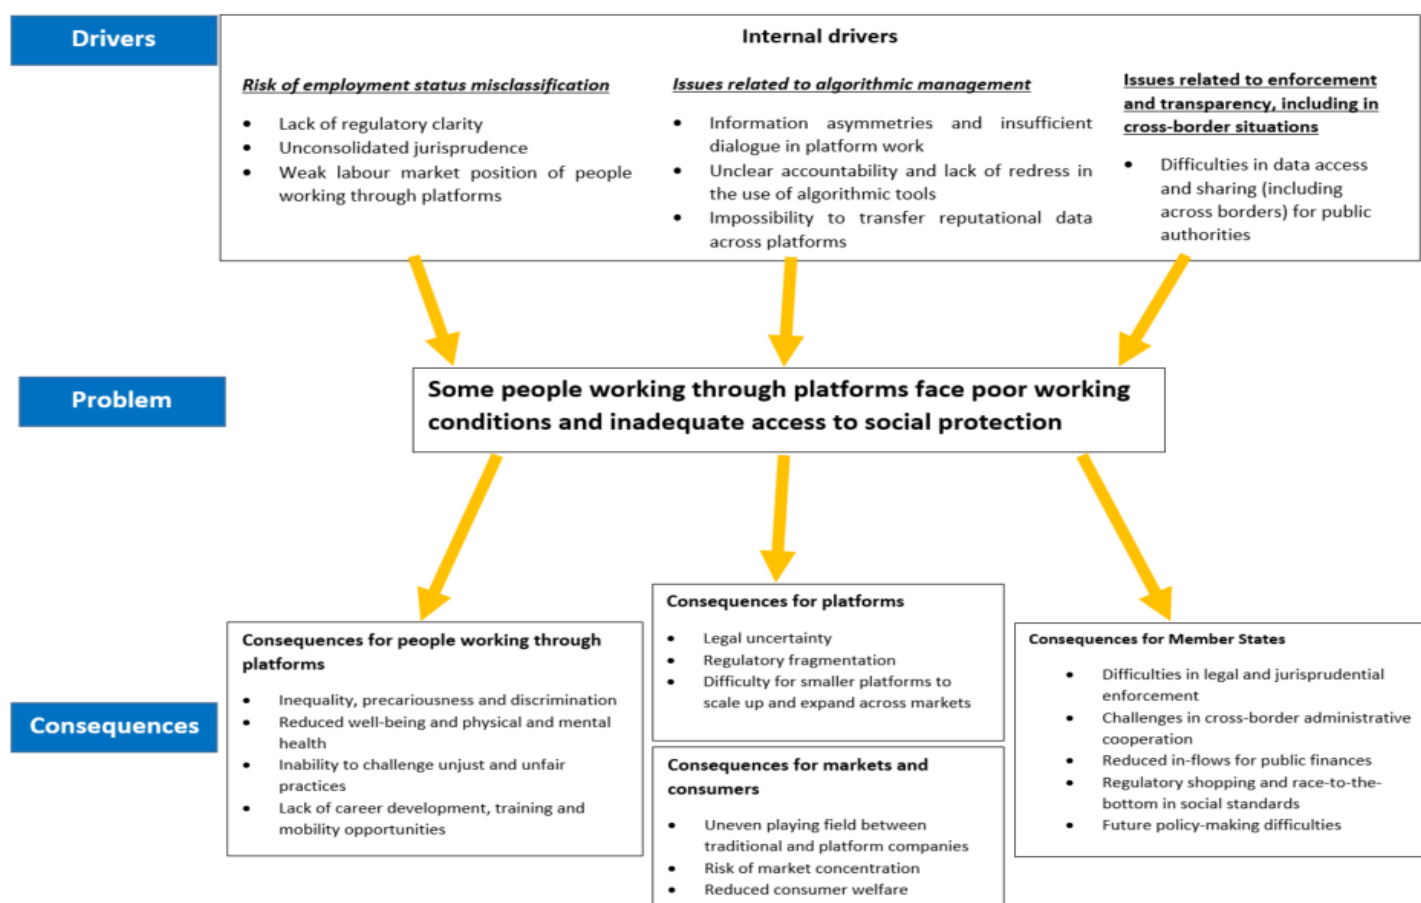 Drivers
Internal drivers
Risk of employment status misclassification
• Lack of regulatory clarity
• Unconsolidated jurisprudence
• Weak labour market position of people
working through platforms
Issues related to algorithmic management
• Information asymmetries and insufficient
dialogue in platform work
• Unclear accountability and lack of redress in
the use of algorithmic tools
• Impossibility to transfer reputational data
across platforms
Issues related to enforcement
and transparency, including in
cross-border situations
• Difficulties in data access
and sharing (including
across borders) for public
authorities
Problem
Some people working through platforms face poor working
conditions and inadequate access to social protection
Consequences
Consequences for people working through
platforms
• Inequality, precariousness and discrimination
• Reduced well-being and physical and mental
health
• Inability to challenge unjust and unfair
practices
• Lack of career development, training and
mobility opportunities
Consequences for platforms
• Legal uncertainty
• Regulatory fragmentation
• Difficulty for smaller platforms to
scale up and expand across markets
Consequences for markets and
consumers
• Uneven playing field between
traditional and platform companies
• Risk of market concentration
• Reduced consumer welfare
Consequences for Member States
• Difficulties in legal and jurisprudential
enforcement
• Challenges in cross-border administrative
cooperation
• Reduced in-flows for public finances
• Regulatory shopping and race-to-the-
bottom in social standards
• Future policy-making difficulties